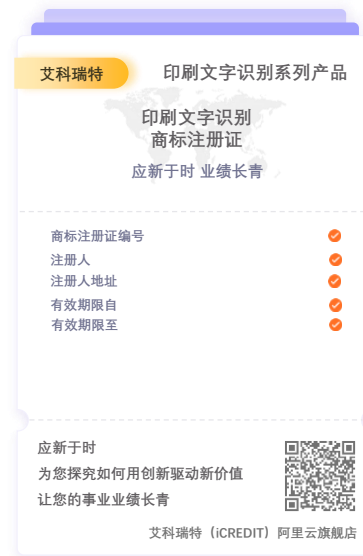 艾科瑞特
印刷文字识别系列产品
印刷文字识别
商标注册证
应新于时 业绩长青
商标注册证编号
注册人
注册人地址
有效期限自
有效期限至
应新于时
为您探究如何用创新驱动新价值
让您的事业业绩长青
艾科瑞特（iCREDIT）阿里云旗舰店